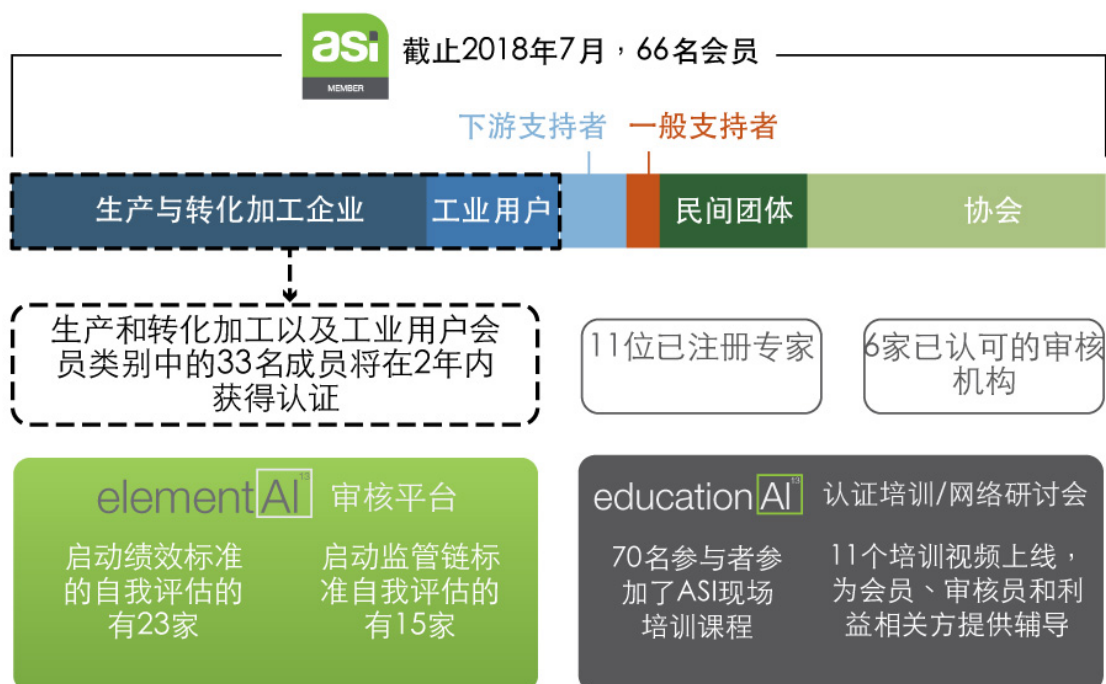 asi
MEMBER
截止2018年7月，66名会员
下游支持者
一般支持者
生产与转化加工企业
工业用户
民间团体
协会
生产和转化加工以及工业用户会
员类别中的33名成员将在2年内
获得认证
11位已注册专家
6家已认可的审核
机构
elementAl 13 审核平台
启动绩效标准
的自我评估的
有23家
启动监管链标
准自我评估的
有15家
educationAl 13 认证培训/网络研讨会
70名参与者参
加了ASI现场
培训课程
11个培训视频上线，
为会员、审核员和利
益相关方提供辅导